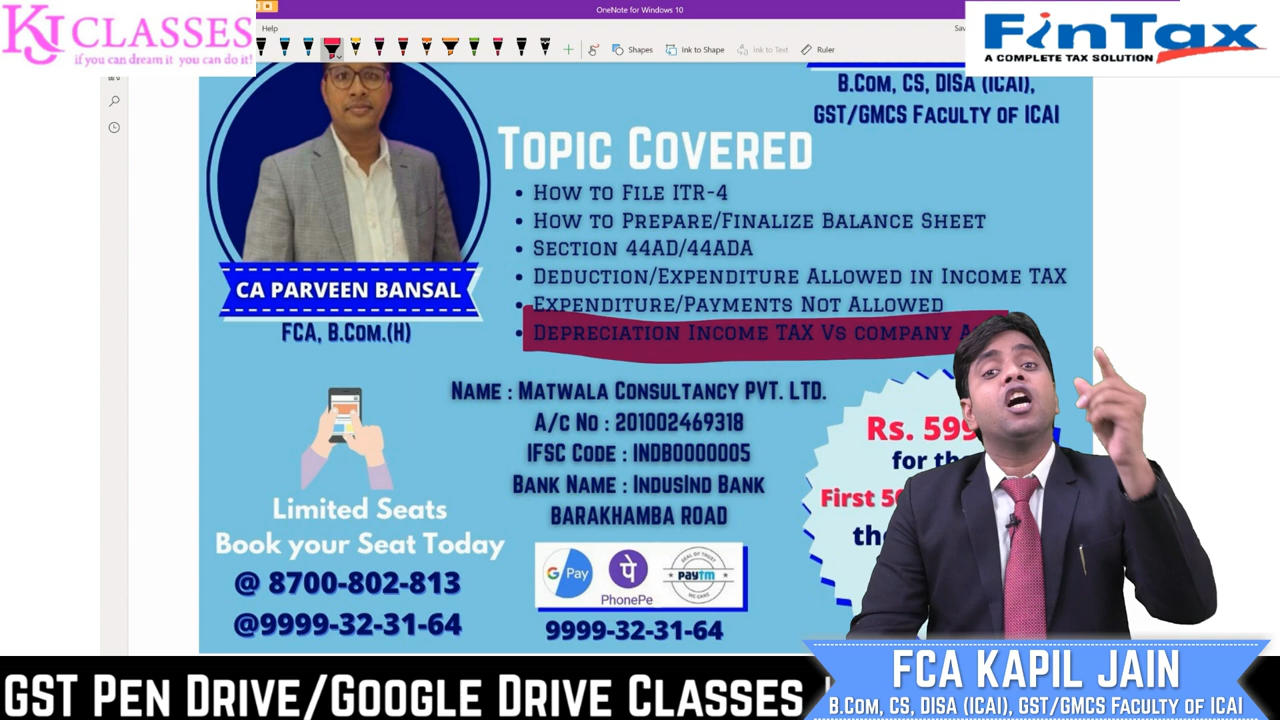 OneNote for Windows 10
KJ CLASSES
if you can dream it you can do it!
Help
Shapes
Ink to Shape
Ink to Text
Ruler
FinTax
A COMPLETE TAX SOLUTION
B.Com, CS, DISA (ICAI),
GST/GMCS Faculty of ICAI
Topic Covered
• How to File ITR-4
• How to Prepare/Finalize Balance Sheet
• Section 44AD/44ADA
• Deduction/Expenditure Allowed in Income TAX
• Expenditure/Payments Not Allowed
• Depreciation Income TAX Vs company
CA PARVEEN BANSAL
FCA, B.Com.(H)
Name : Matwala Consultancy PVT. LTD.
A/c No : 201002469318
IFSC Code : INDB0000005
Bank Name : IndusInd Bank
BARAKHAMBA ROAD
Rs. 599
for the
First
Limited Seats
Book your Seat Today
@ 8700-802-813
@9999-32-31-64
G Pay
पे
PhonePe
SEAL OF TRUST
paytm
9999-32-31-64
FCA KAPIL JAIN
B.Com, CS, DISA (ICAI), GST/GMCS Faculty of ICAI
GST Pen Drive/Google Drive Classes